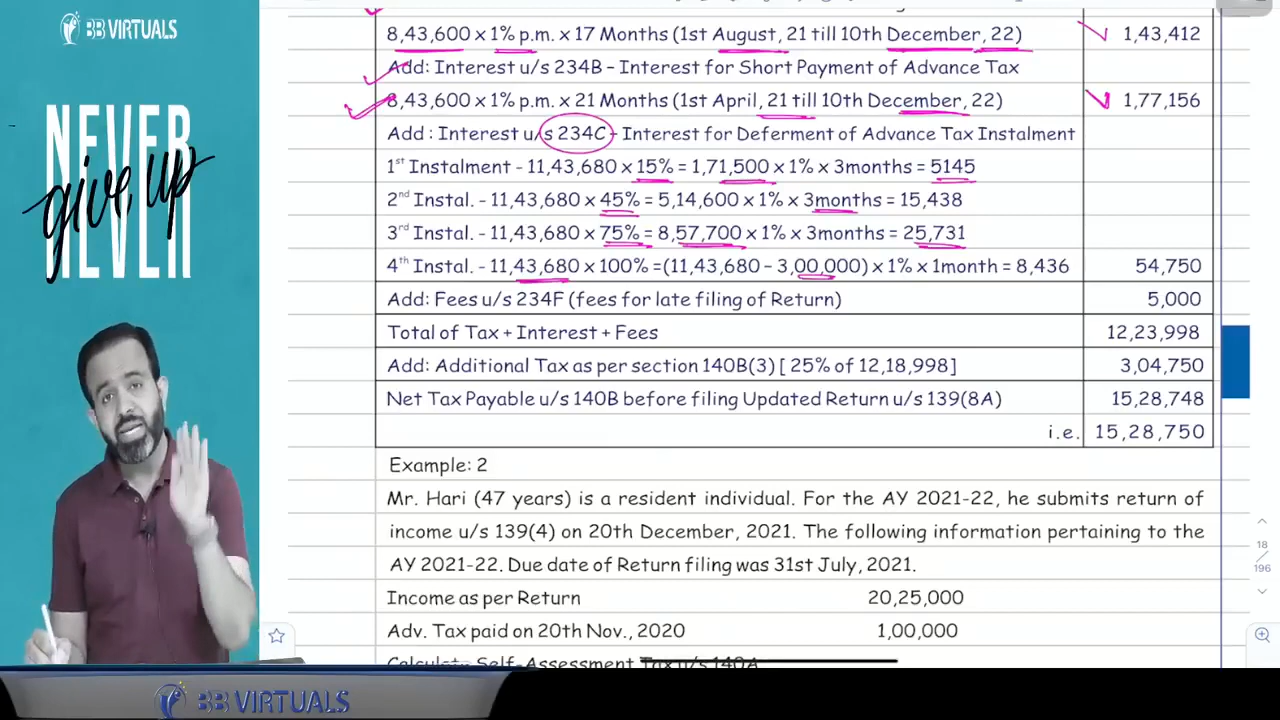 BB VIRTUALS
NEVER
give up
NEVER
8,43,600 x 1% p.m. x 17 Months (1st August, 21 till 10th December, 22) 1,43,412
Add: Interest u/s 234B – Interest for Short Payment of Advance Tax
8,43,600 x 1% p.m. x 21 Months (1st April, 21 till 10th December, 22) 1,77,156
Add : Interest u/s 234C - Interest for Deferment of Advance Tax Instalment
1st Instalment - 11,43,680 x 15% = 1,71,500 x 1% x 3months = 5145
2nd Instal. - 11,43,680 x 45% = 5,14,600 x 1% x 3months = 15,438
3rd Instal. - 11,43,680 x 75% = 8,57,700 x 1% x 3months = 25,731
4th Instal. - 11,43,680 x 100% =(11,43,680 – 3,00,000) x 1% x 1month = 8,436 54,750
Add: Fees u/s 234F (fees for late filing of Return) 5,000
Total of Tax + Interest + Fees 12,23,998
Add: Additional Tax as per section 140B(3) [ 25% of 12,18,998] 3,04,750
Net Tax Payable u/s 140B before filing Updated Return u/s 139(8A) 15,28,748
i.e. 15,28,750
Example: 2
Mr. Hari (47 years) is a resident individual. For the AY 2021-22, he submits return of
income u/s 139(4) on 20th December, 2021. The following information pertaining to the
AY 2021-22. Due date of Return filing was 31st July, 2021.
Income as per Return 20,25,000
Adv. Tax paid on 20th Nov., 2020 1,00,000
Self-Assessment Tax u/s 140A
18
196
BB VIRTUALS